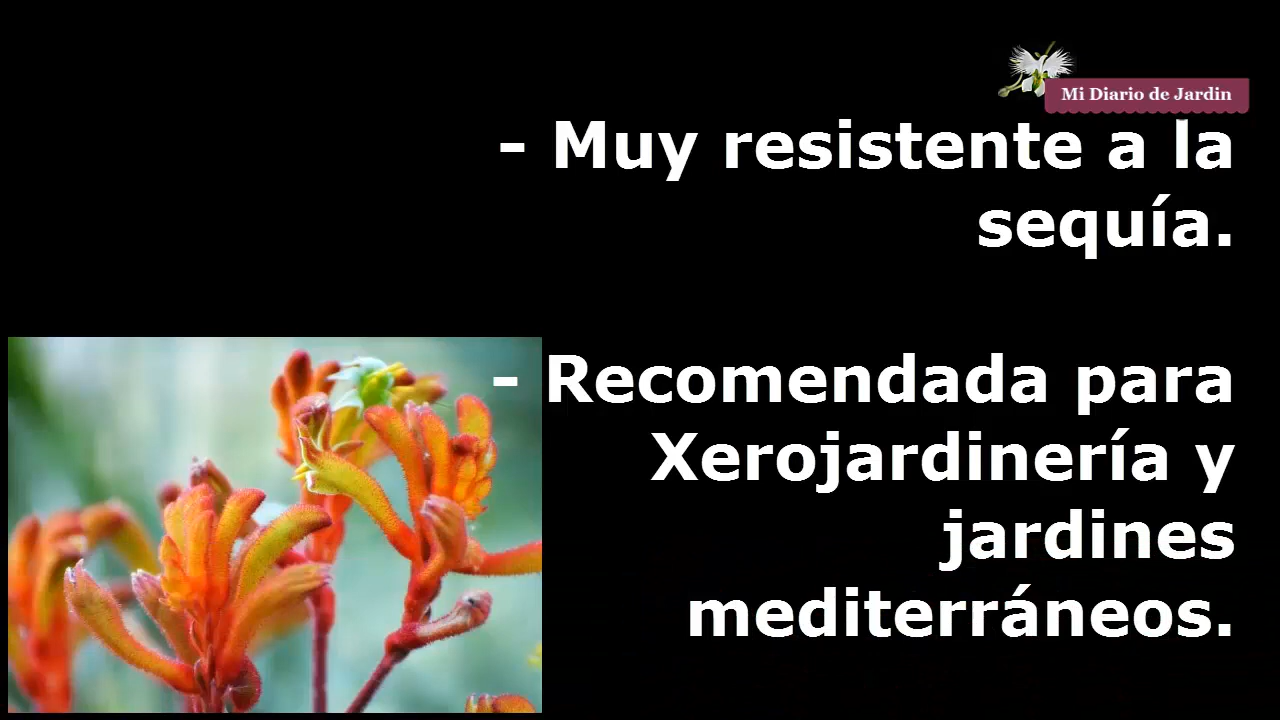 Mi Diario de Jardin
- Muy resistente a la
sequía.
- Recomendada para
Xerojardinería y
jardines
mediterráneos.